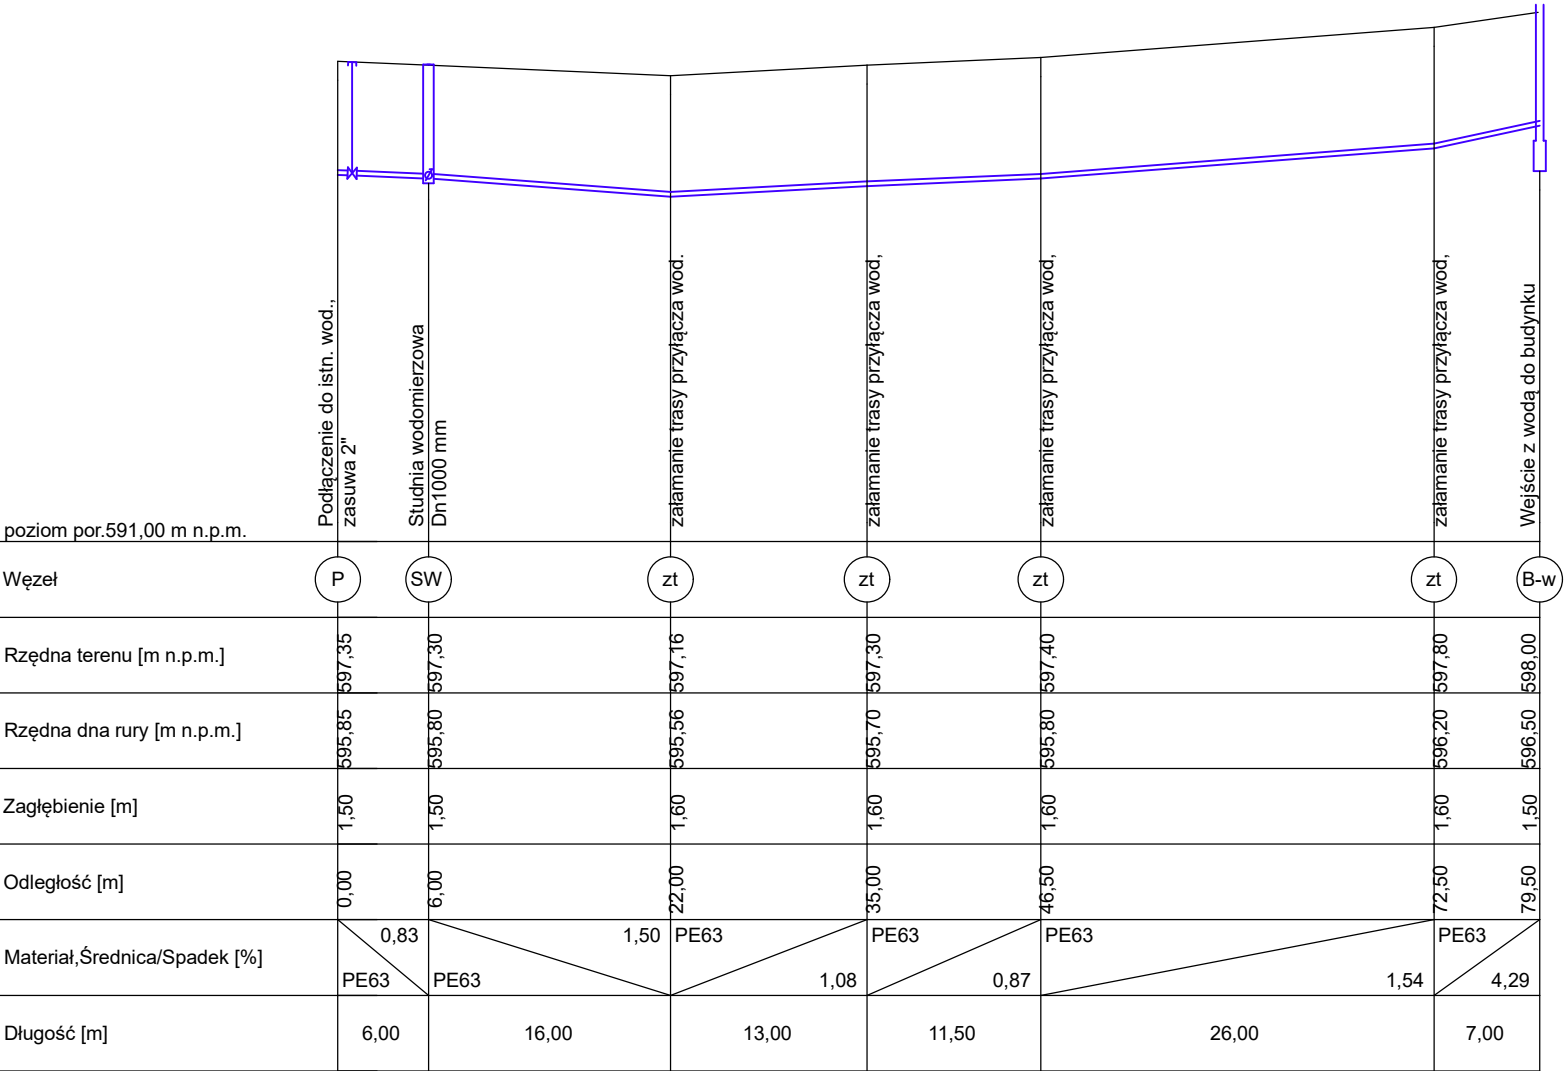 Podłączenie do istn. wod.,
zasuwa 2"
Studnia wodomierzowa
Dn1000 mm
załamanie trasy przyłącza wod.
załamanie trasy przyłącza wod,
załamanie trasy przyłącza wod,
załamanie trasy przyłącza wod,
Wejście z wodą do budynku
poziom por.591,00 m n.p.m.
Węzeł P SW zt zt zt zt B-w
Rzędna terenu [m n.p.m.] 597,35 597,30 597,16 597,30 597,40 597,80 598,00
Rzędna dna rury [m n.p.m.] 595,85 595,80 595,56 595,70 595,80 596,20 596,50
Zagłębienie [m] 1,50 1,50 1,60 1,60 1,60 1,60 1,50
Odległość [m] 0,00 6,00 22,00 35,00 46,50 72,50 79,50
0,83 1,50 PE63 PE63 PE63 PE63
Materiał,Średnica/Spadek [%]
PE63 PE63 1,08 0,87 1,54 4,29
Długość [m] 6,00 16,00 13,00 11,50 26,00 7,00